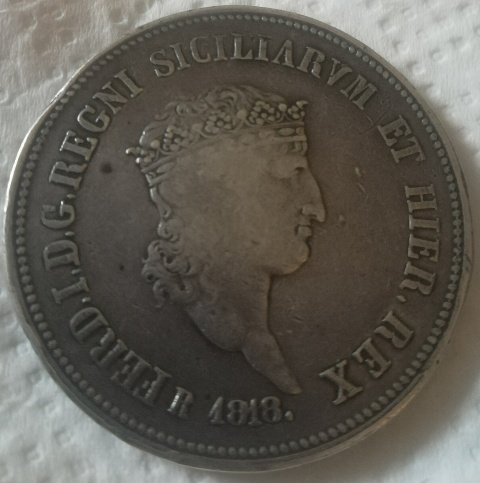 FERD.I.D.G.REGNI SICILIARVM ET HIER.REX
R 1818.